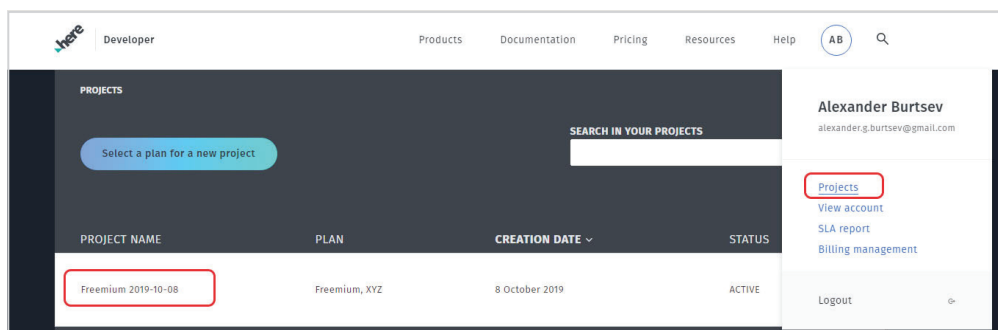 here Developer Products Documentation Pricing Resources Help AB
PROJECTS
Select a plan for a new project
SEARCH IN YOUR PROJECTS
PROJECT NAME PLAN CREATION DATE STATUS
Freemium 2019-10-08 Freemium, XYZ 8 October 2019 ACTIVE
Alexander Burtsev
alexander.g.burtsev@gmail.com
Projects
View account
SLA report
Billing management
Logout